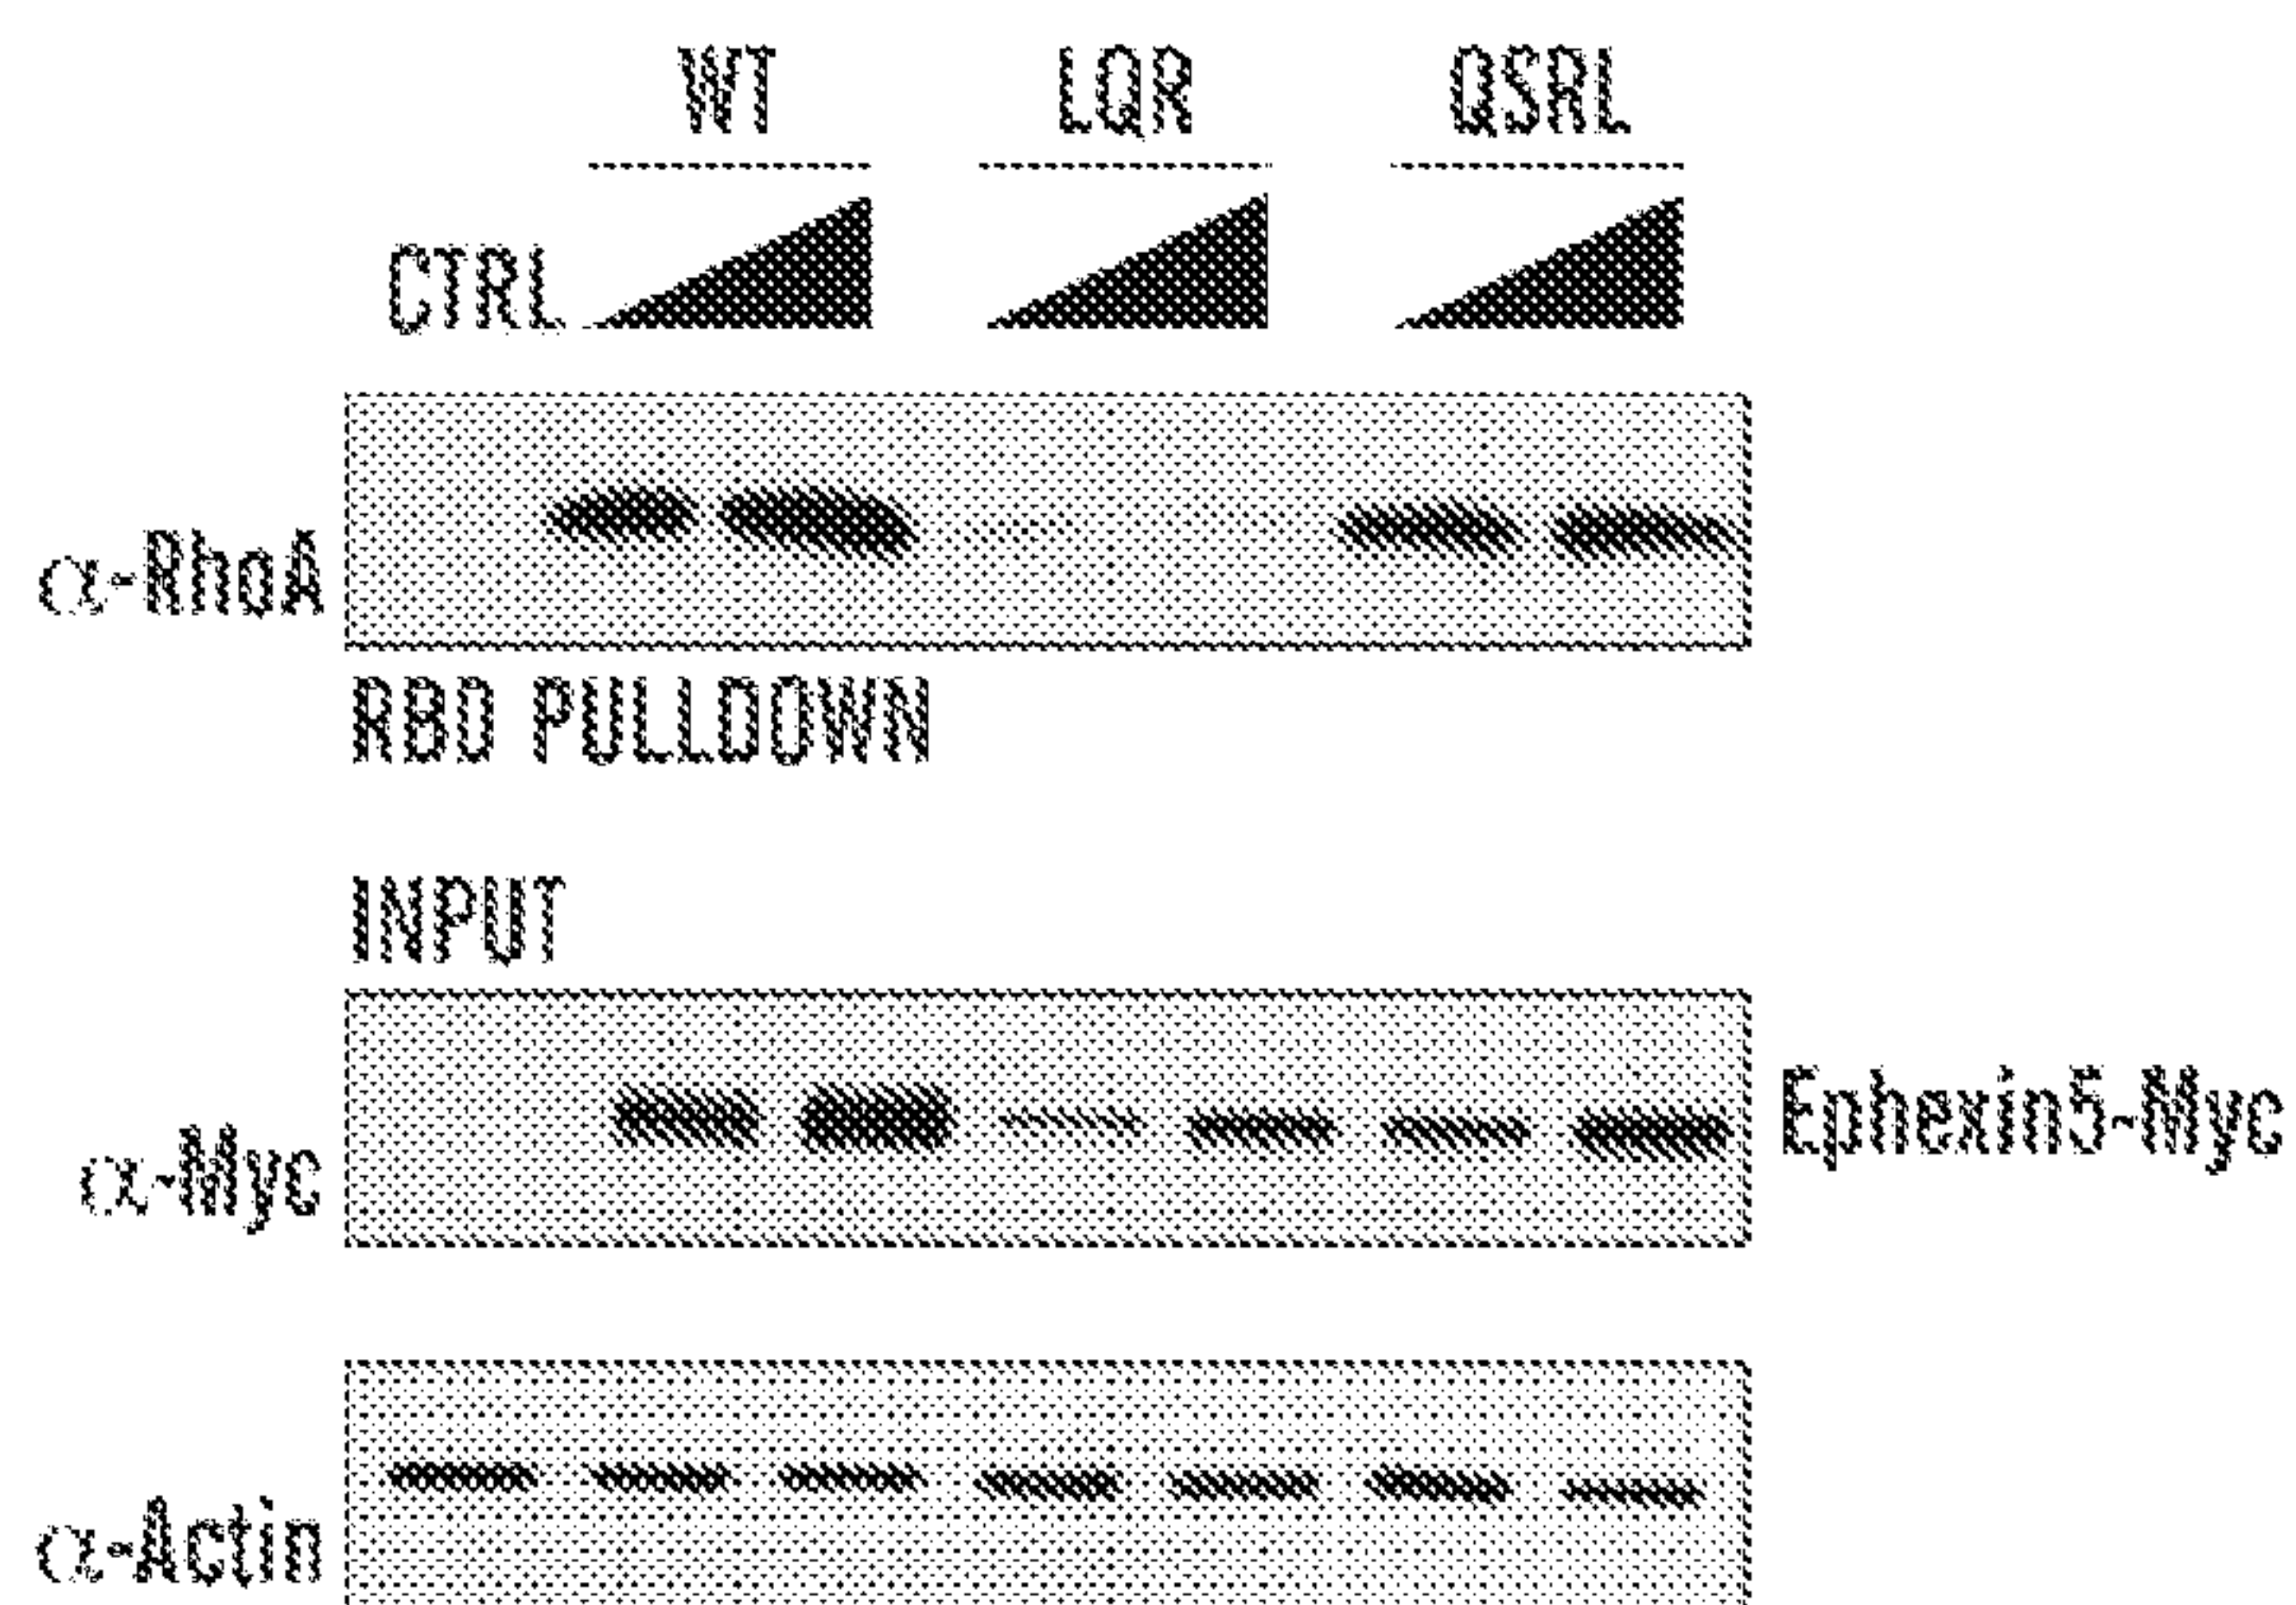 WT LQR QSRL
CTRL
α-RhoA
RBD PULLDOWN
INPUT
α-Myc
Ephexin5-Myc
α-Actin